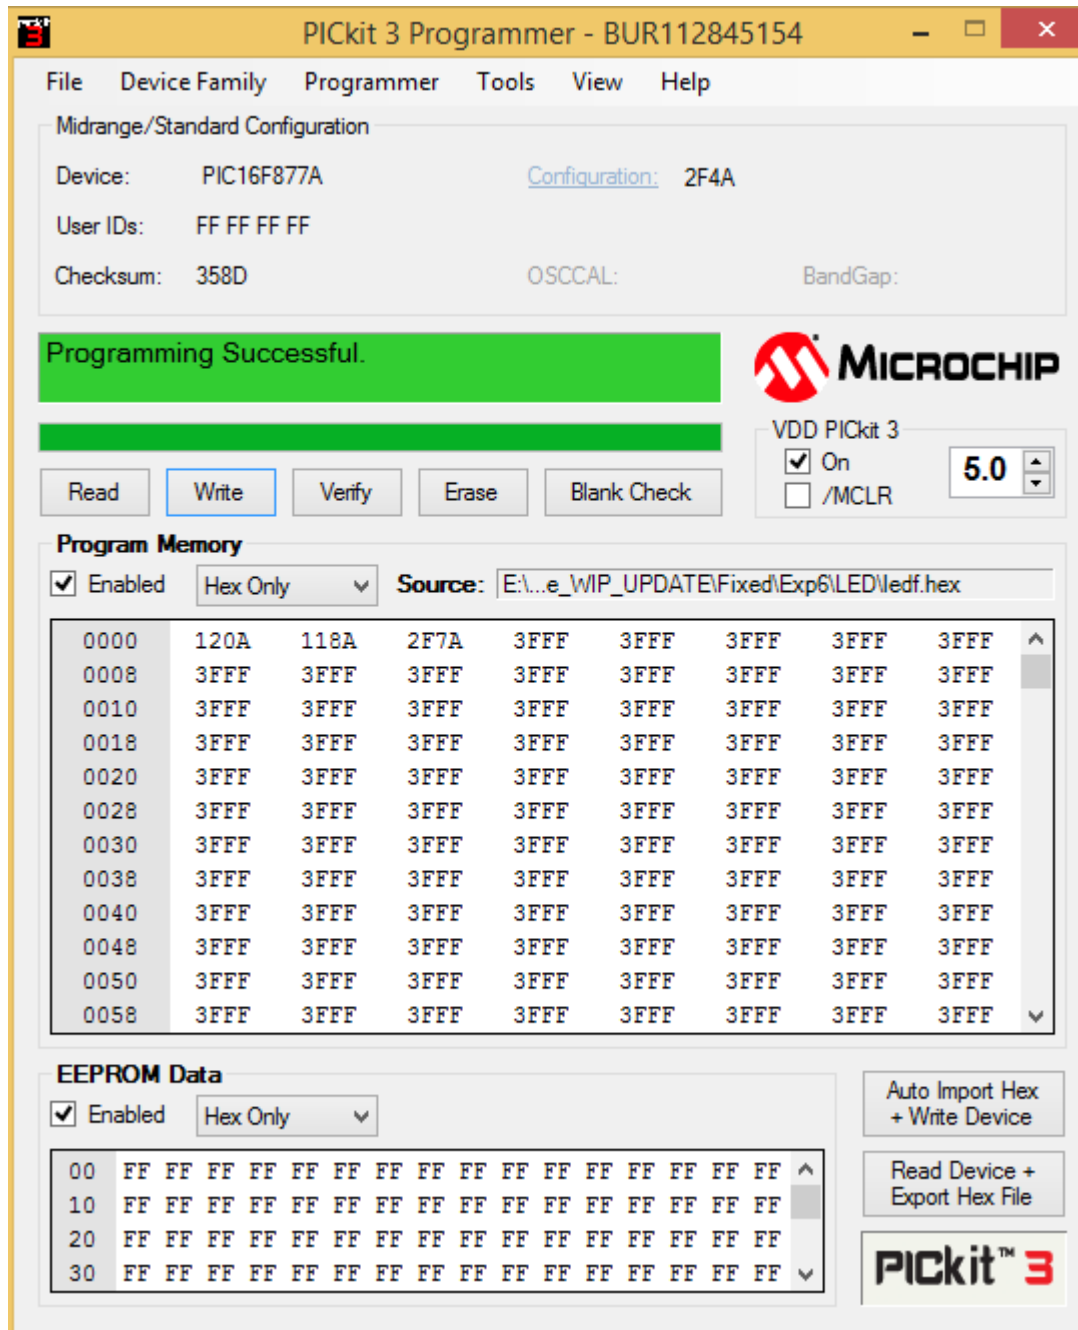 PICkit 3 Programmer - BUR112845154
File Device Family Programmer Tools View Help
Midrange/Standard Configuration
Device: PIC16F877A Configuration: 2F4A
User IDs: FF FF FF FF
Checksum: 358D OSCCAL: BandGap:
Programming Successful.
MICROCHIP
VDD PICkit 3
On
/MCLR
5.0
Read Write Verify Erase Blank Check
Program Memory
Enabled Hex Only Source: E:\...e_WIP_UPDATE\Fixed\Exp6\LED\ledf.hex
0000 120A 118A 2F7A 3FFF 3FFF 3FFF 3FFF 3FFF
0008 3FFF 3FFF 3FFF 3FFF 3FFF 3FFF 3FFF 3FFF
0010 3FFF 3FFF 3FFF 3FFF 3FFF 3FFF 3FFF 3FFF
0018 3FFF 3FFF 3FFF 3FFF 3FFF 3FFF 3FFF 3FFF
0020 3FFF 3FFF 3FFF 3FFF 3FFF 3FFF 3FFF 3FFF
0028 3FFF 3FFF 3FFF 3FFF 3FFF 3FFF 3FFF 3FFF
0030 3FFF 3FFF 3FFF 3FFF 3FFF 3FFF 3FFF 3FFF
0038 3FFF 3FFF 3FFF 3FFF 3FFF 3FFF 3FFF 3FFF
0040 3FFF 3FFF 3FFF 3FFF 3FFF 3FFF 3FFF 3FFF
0048 3FFF 3FFF 3FFF 3FFF 3FFF 3FFF 3FFF 3FFF
0050 3FFF 3FFF 3FFF 3FFF 3FFF 3FFF 3FFF 3FFF
0058 3FFF 3FFF 3FFF 3FFF 3FFF 3FFF 3FFF 3FFF
EEPROM Data
Enabled Hex Only
00 FF FF FF FF FF FF FF FF FF FF FF FF FF FF FF FF
10 FF FF FF FF FF FF FF FF FF FF FF FF FF FF FF FF
20 FF FF FF FF FF FF FF FF FF FF FF FF FF FF FF FF
30 FF FF FF FF FF FF FF FF FF FF FF FF FF FF FF FF
Auto Import Hex
+ Write Device
Read Device +
Export Hex File
PICkit™ 3